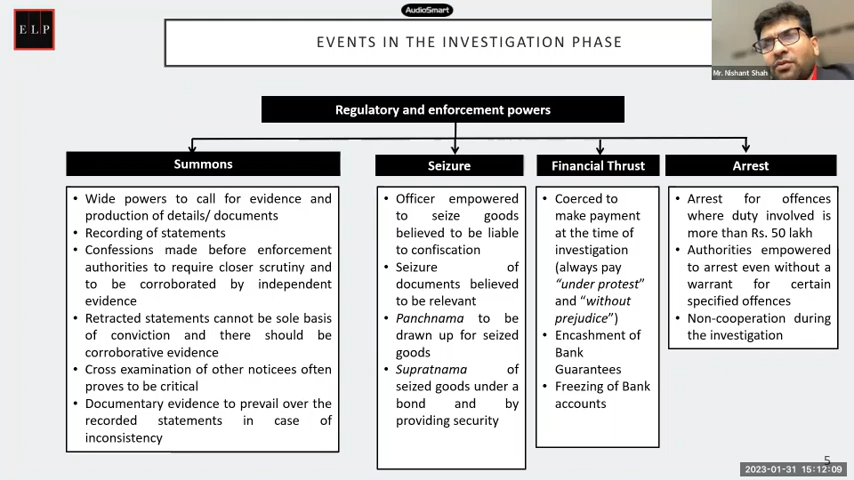 AudioSmart
ELP
EVENTS IN THE INVESTIGATION PHASE
Mr. Nishant Shah
Regulatory and enforcement powers
Summons
• Wide powers to call for evidence and
production of details/ documents
• Recording of statements
• Confessions made before enforcement
authorities to require closer scrutiny and
to be corroborated by independent
evidence
• Retracted statements cannot be sole basis
of conviction and there should be
corroborative evidence
• Cross examination of other noticees often
proves to be critical
• Documentary evidence to prevail over the
recorded statements in case of
inconsistency
Seizure
• Officer empowered
to seize goods
believed to be liable
to confiscation
• Seizure of
documents believed
to be relevant
• Panchnama to be
drawn up for seized
goods
• Supratnama of
seized goods under a
bond and by
providing security
Financial Thrust
• Coerced to
make payment
at the time of
investigation
(always pay
“under protest”
and “without
prejudice”)
• Encashment of
Bank
Guarantees
• Freezing of Bank
accounts
Arrest
• Arrest for offences
where duty involved is
more than Rs. 50 lakh
• Authorities empowered
to arrest even without a
warrant for certain
specified offences
• Non-cooperation during
the investigation
5
2023-01-31 15:12:09